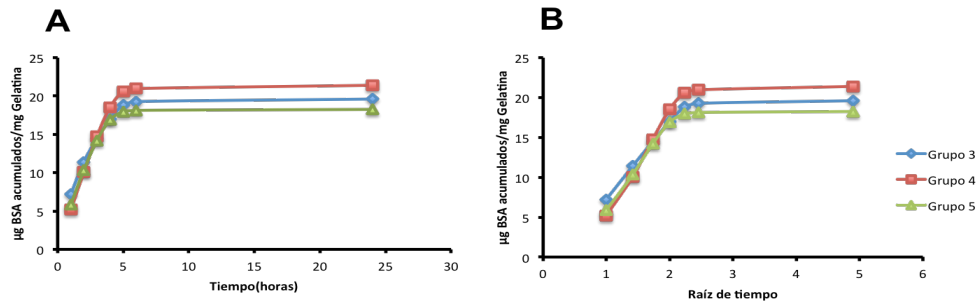 A
µg BSA acumulados/mg Gelatina
25
20
15
10
5
0
0 5 10 15 20 25 30
Tiempo(horas)
B
µg BSA acumulados/mg Gelatina
25
20
15
10
5
0
0 1 2 3 4 5 6
Raíz de tiempo
Grupo 3
Grupo 4
Grupo 5